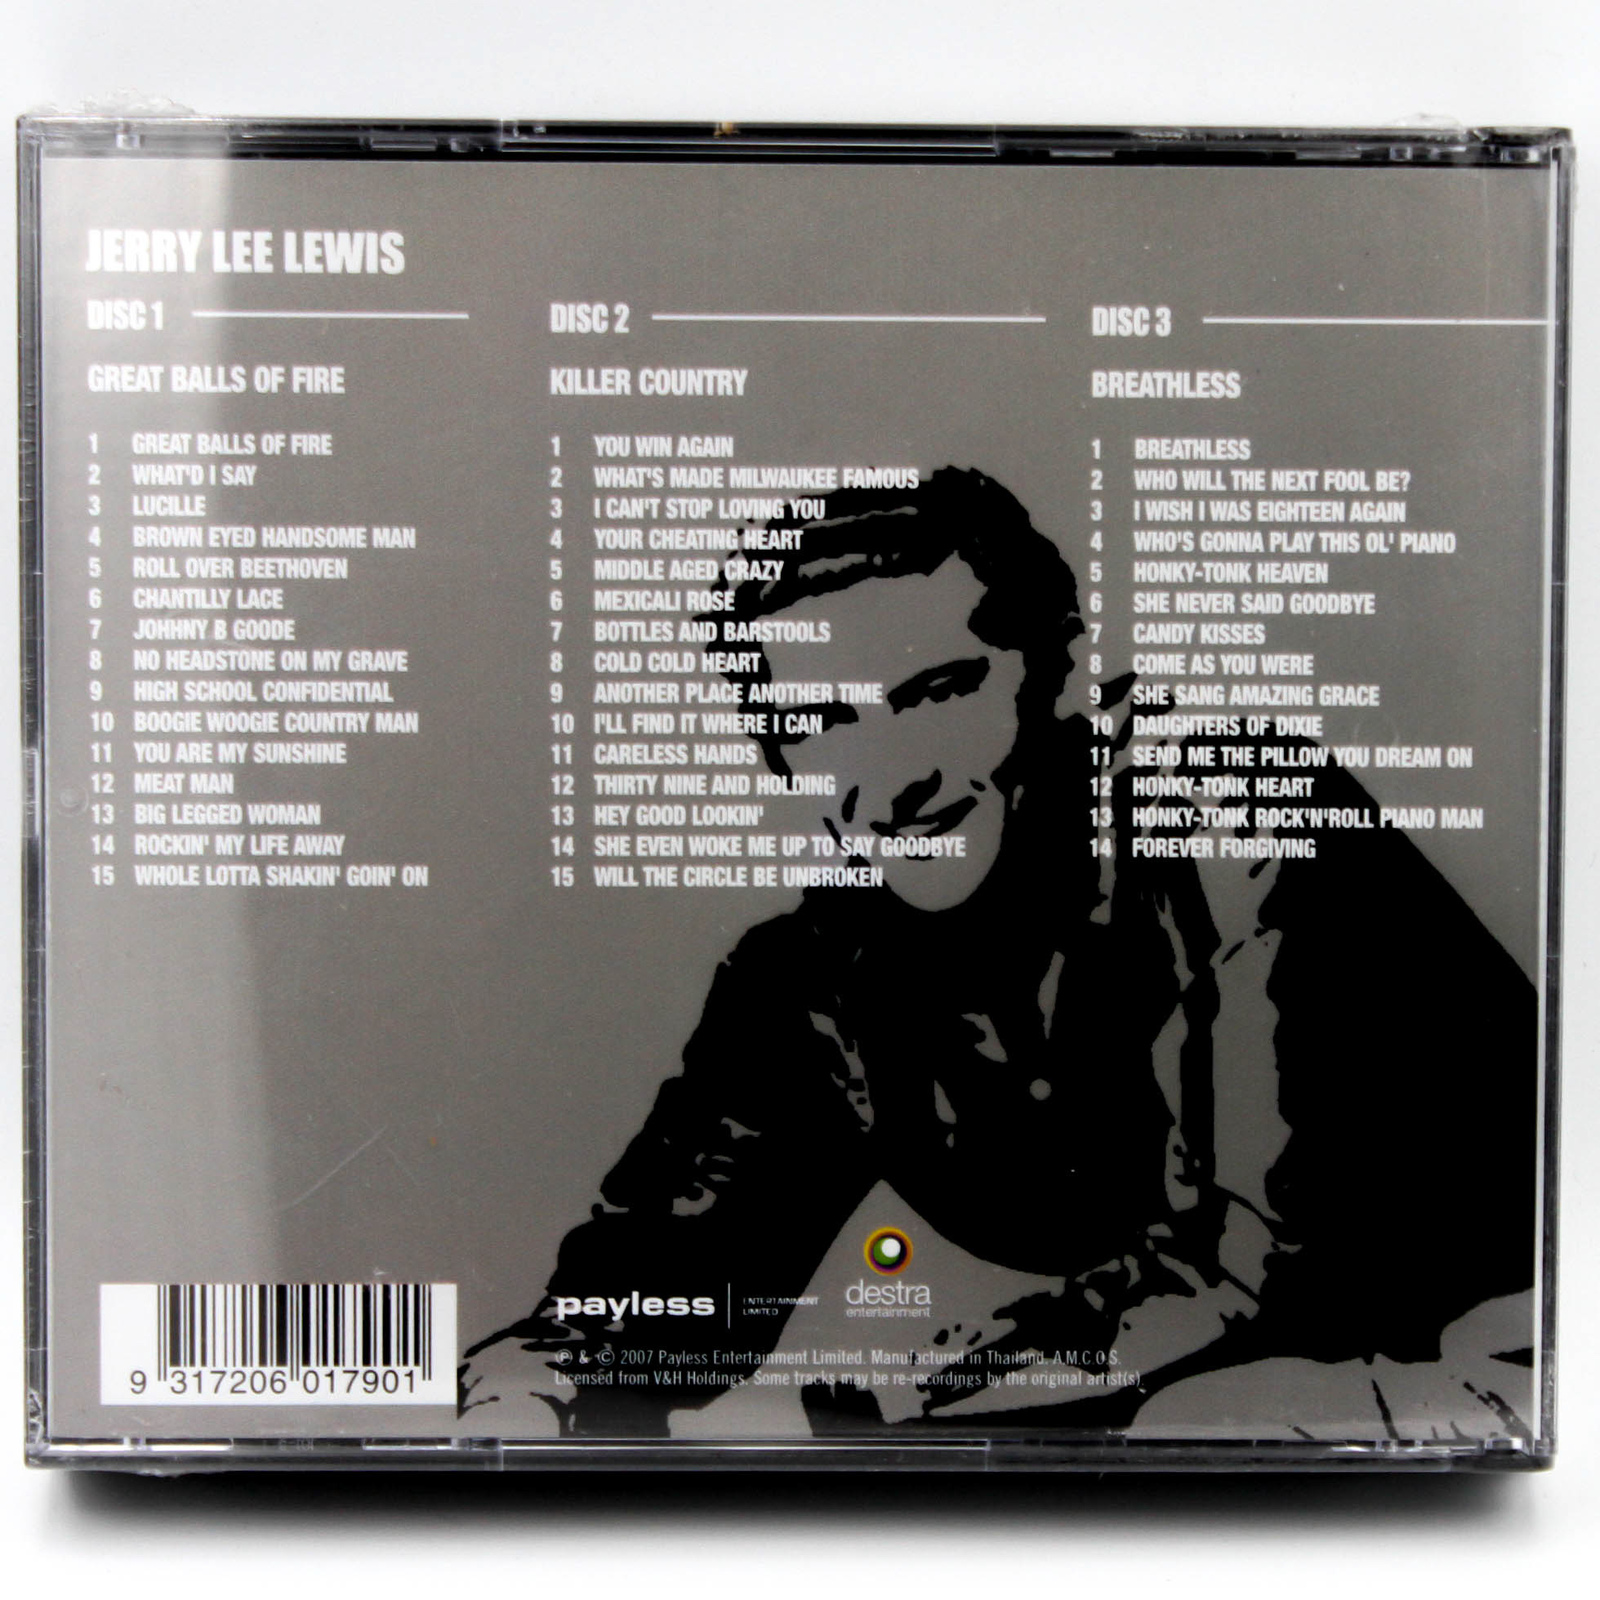 JERRY LEE LEWIS
DISC 1
GREAT BALLS OF FIRE
1 GREAT BALLS OF FIRE
2 WHAT'D I SAY
3 LUCILLE
4 BROWN EYED HANDSOME MAN
5 ROLL OVER BEETHOVEN
6 CHANTILLY LACE
7 JOHHNY B GOODE
8 NO HEADSTONE ON MY GRAVE
9 HIGH SCHOOL CONFIDENTIAL
10 BOOGIE WOOGIE COUNTRY MAN
11 YOU ARE MY SUNSHINE
12 MEAT MAN
13 BIG LEGGED WOMAN
14 ROCKIN' MY LIFE AWAY
15 WHOLE LOTTA SHAKIN' GOIN' ON
DISC 2
KILLER COUNTRY
1 YOU WIN AGAIN
2 WHAT'S MADE MILWAUKEE FAMOUS
3 I CAN'T STOP LOVING YOU
4 YOUR CHEATING HEART
5 MIDDLE AGED CRAZY
6 MEXICALI ROSE
7 BOTTLES AND BARSTOOLS
8 COLD COLD HEART
9 ANOTHER PLACE ANOTHER TIME
10 I'LL FIND IT WHERE I CAN
11 CARELESS HANDS
12 THIRTY NINE AND HOLDING
13 HEY GOOD LOOKIN'
14 SHE EVEN WOKE ME UP TO SAY GOODBYE
15 WILL THE CIRCLE BE UNBROKEN
DISC 3
BREATHLESS
1 BREATHLESS
2 WHO WILL THE NEXT FOOL BE?
3 I WISH I WAS EIGHTEEN AGAIN
4 WHO'S GONNA PLAY THIS OL' PIANO
5 HONKY-TONK HEAVEN
6 SHE NEVER SAID GOODBYE
7 CANDY KISSES
8 COME AS YOU WERE
9 SHE SANG AMAZING GRACE
10 DAUGHTERS OF DIXIE
11 SEND ME THE PILLOW YOU DREAM ON
12 HONKY-TONK HEART
13 HONKY-TONK ROCK'N'ROLL PIANO MAN
14 FOREVER FORGIVING
9 317206 017901
payless
ENTERTAINMENT
LIMITED
destra
entertainment
℗ & © 2007 Payless Entertainment Limited. Manufactured in Thailand. A.M.C.O.S.
Licensed from V&H Holdings. Some tracks may be re-recordings by the original artist(s).